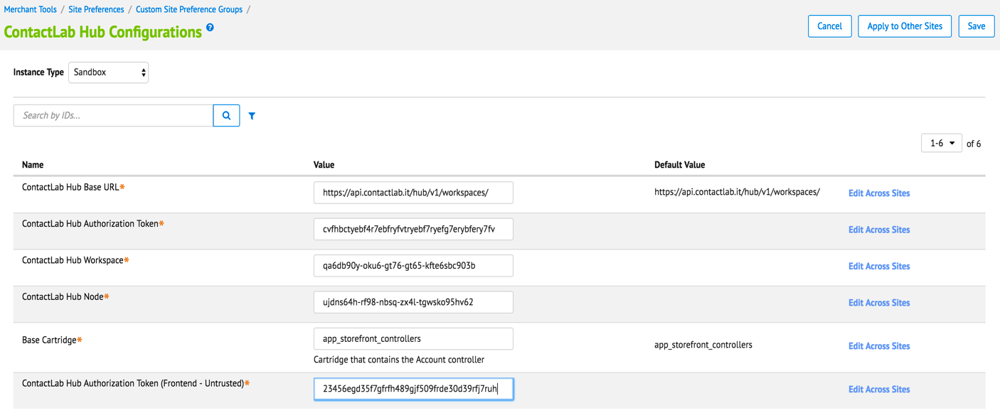 Merchant Tools / Site Preferences / Custom Site Preference Groups /
ContactLab Hub Configurations ?
Cancel Apply to Other Sites Save
Instance Type Sandbox
Search by IDs...
1-6 of 6
Name Value Default Value
ContactLab Hub Base URL* https://api.contactlab.it/hub/v1/workspaces/ https://api.contactlab.it/hub/v1/workspaces/ Edit Across Sites
ContactLab Hub Authorization Token* cvfhbctyebf4r7ebfryfvtryebf7ryefg7erybfery7fv Edit Across Sites
ContactLab Hub Workspace* qa6db90y-oku6-gt76-gt65-kfte6sbc903b Edit Across Sites
ContactLab Hub Node* ujdns64h-rf98-nbsq-zx4l-tgwsko95hv62 Edit Across Sites
Base Cartridge* app_storefront_controllers app_storefront_controllers Edit Across Sites
Cartridge that contains the Account controller
ContactLab Hub Authorization Token (Frontend - Untrusted)* 23456egd35f7gfrfh489gjf509frde30d39rfj7ruh Edit Across Sites